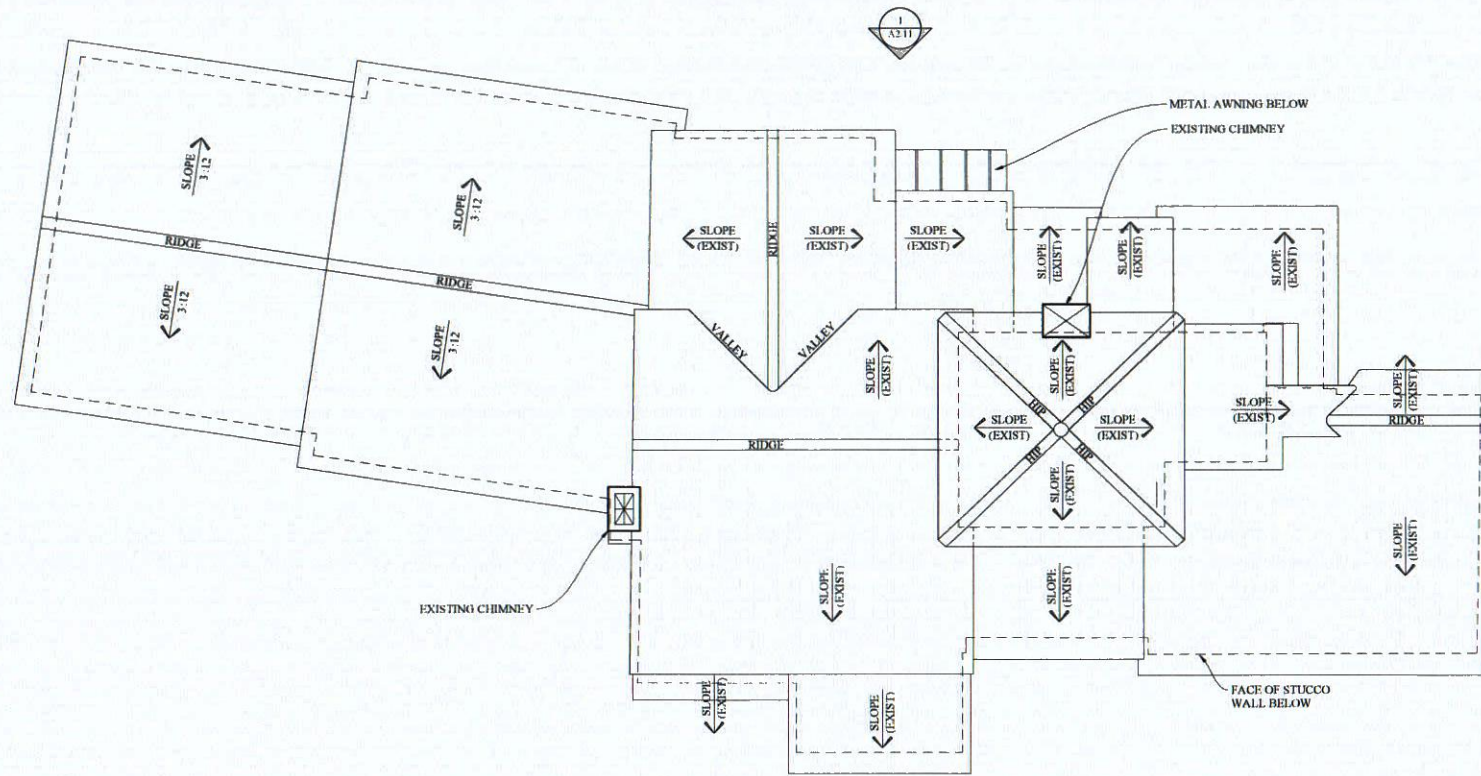 1
A2.11
METAL AWNING BELOW
EXISTING CHIMNEY
SLOPE
3:12
SLOPE
3:12
RIDGE
SLOPE
3:12
RIDGE
SLOPE
3:12
SLOPE
(EXIST)
RIDGE
SLOPE
(EXIST)
SLOPE
(EXIST)
SLOPE
(EXIST)
SLOPE
(EXIST)
SLOPE
(EXIST)
VALLEY
VALLEY
SLOPE
(EXIST)
SLOPE
(EXIST)
HIP
HIP
SLOPE
(EXIST)
SLOPE
(EXIST)
HIP
HIP
SLOPE
(EXIST)
SLOPE
(EXIST)
SLOPE
(EXIST)
RIDGE
RIDGE
SLOPE
(EXIST)
EXISTING CHIMNEY
SLOPE
(EXIST)
SLOPE
(EXIST)
FACE OF STUCCO
WALL BELOW
SLOPE
(EXIST)
SLOPE
(EXIST)